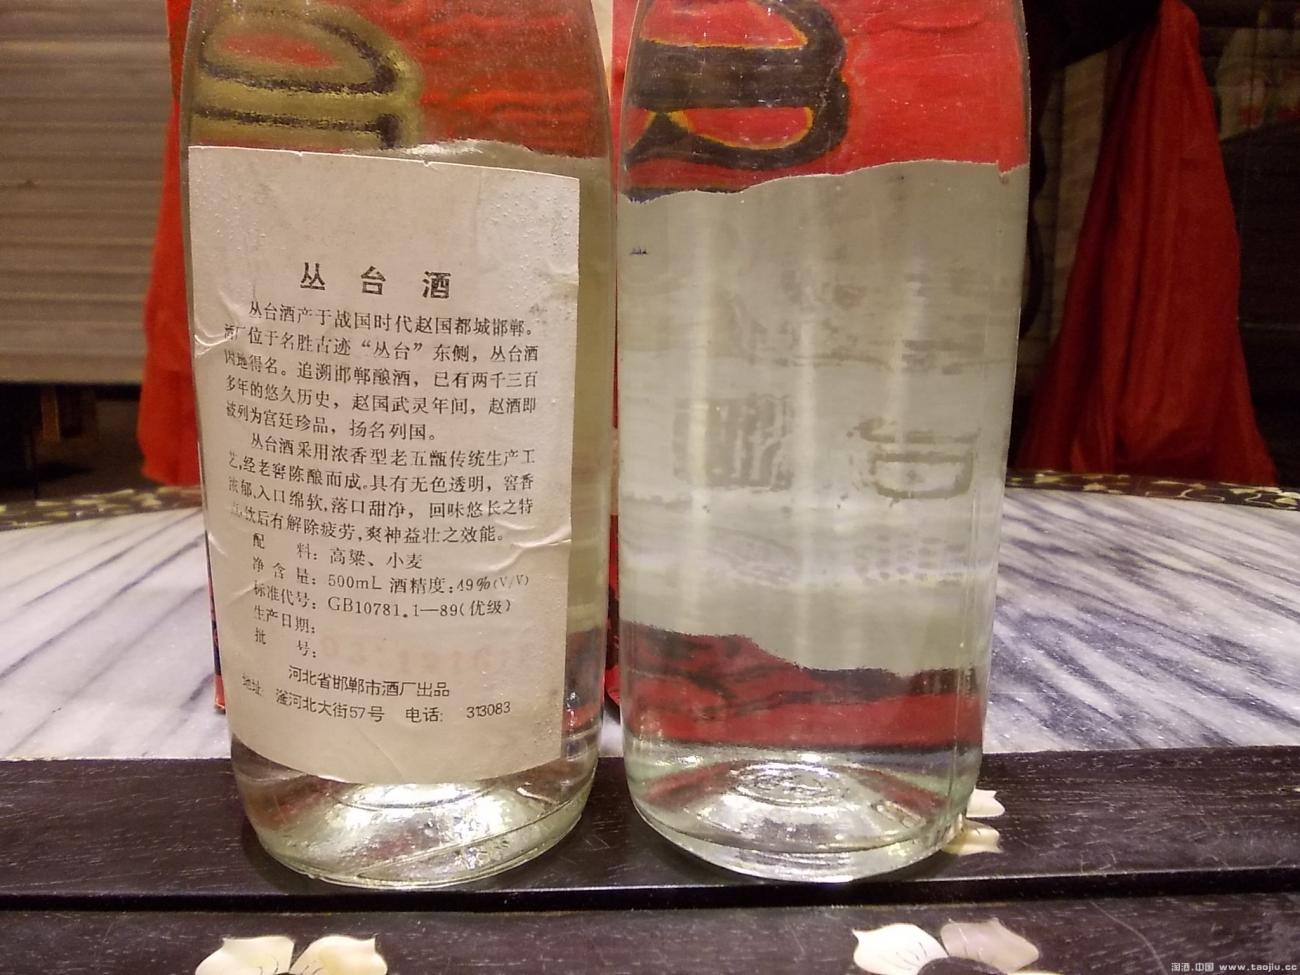 丛台酒
丛台酒产于战国时代赵国都城邯郸。
酒厂位于名胜古迹“丛台”东侧，丛台酒
因地得名。追溯邯郸酿酒，已有两千三百
多年的悠久历史，赵国武灵年间，赵酒即
被列为宫廷珍品，扬名列国。
丛台酒采用浓香型老五甑传统生产工
艺,经老窖陈酿而成。具有无色透明，窖香
浓郁,入口绵软,落口甜净，回味悠长之特
饮后有解除疲劳,爽神益壮之效能。
配料：高粱、小麦
净含量：500mL 酒精度：49%(V/V)
标准代号：GB10781.1—89(优级)
生产日期：
批号：
河北省邯郸市酒厂出品
地址 滏河北大街57号 电话: 313083
淘酒.中国 www.taojiu.cc